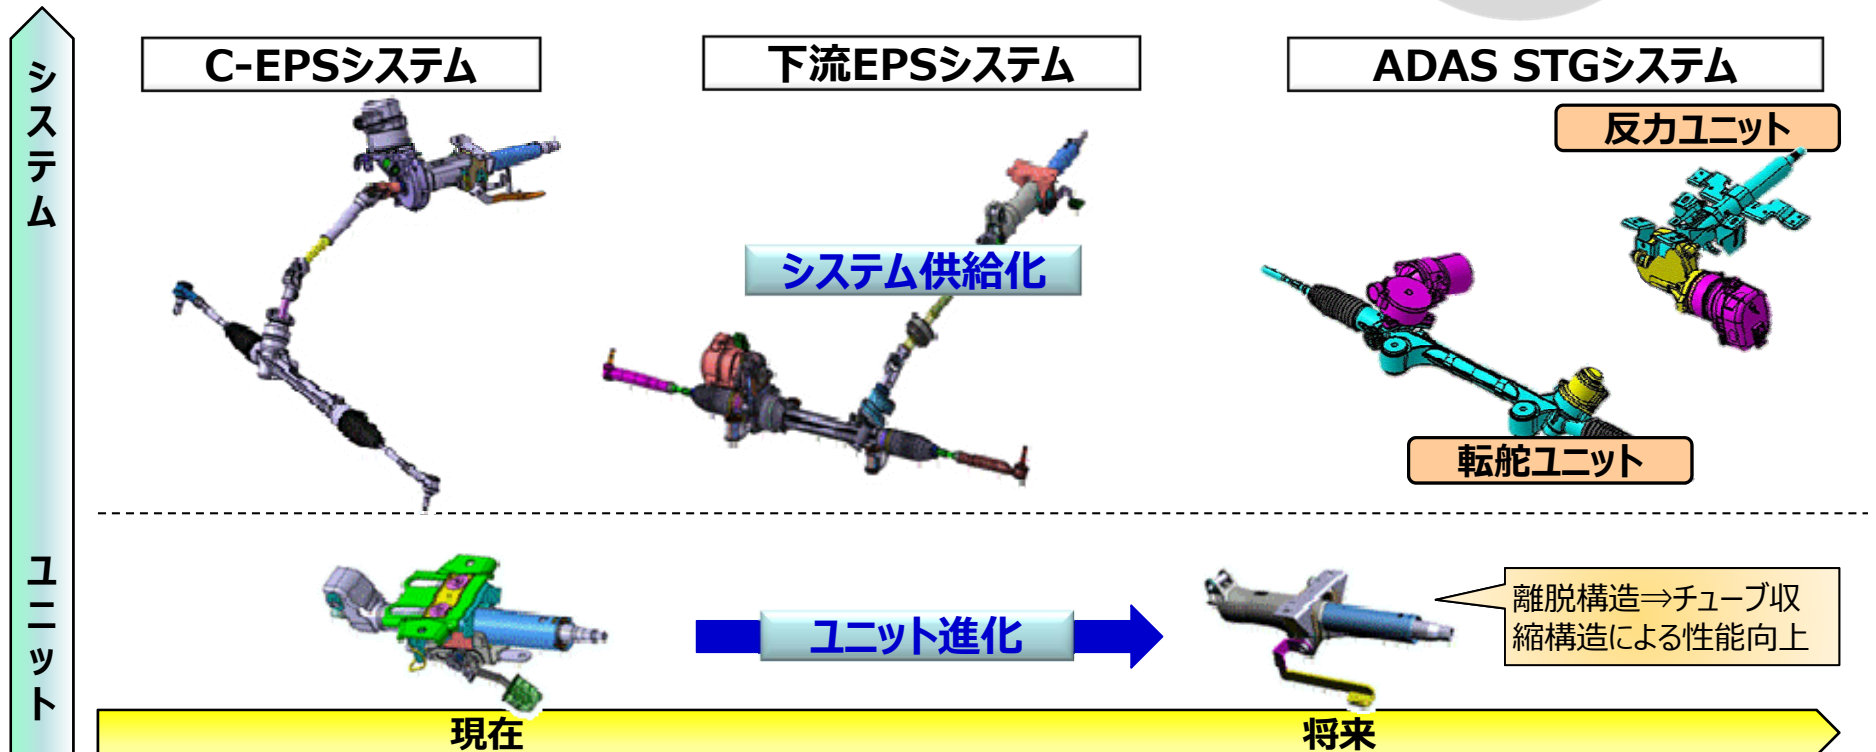 システム
C-EPSシステム
下流EPSシステム
ADAS STGシステム
反力ユニット
システム供給化
転舵ユニット
ユニット
ユニット進化
離脱構造⇒チューブ収
縮構造による性能向上
現在
将来